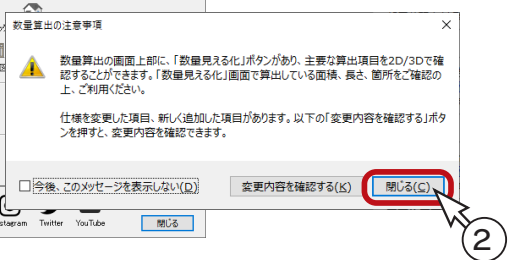 数量算出の注意事項
数量算出の画面上部に、「数量見える化」ボタンがあり、主要な算出項目を2D/3Dで確
認することができます。「数量見える化」画面で算出している面積、長さ、箇所をご確認の
上、ご利用ください。
仕様を変更した項目、新しく追加した項目があります。以下の「変更内容を確認する」ボタ
ンを押すと、変更内容を確認できます。
今後、このメッセージを表示しない(D)
変更内容を確認する(K)
閉じる(C)
stagram Twitter YouTube 閉じる
2